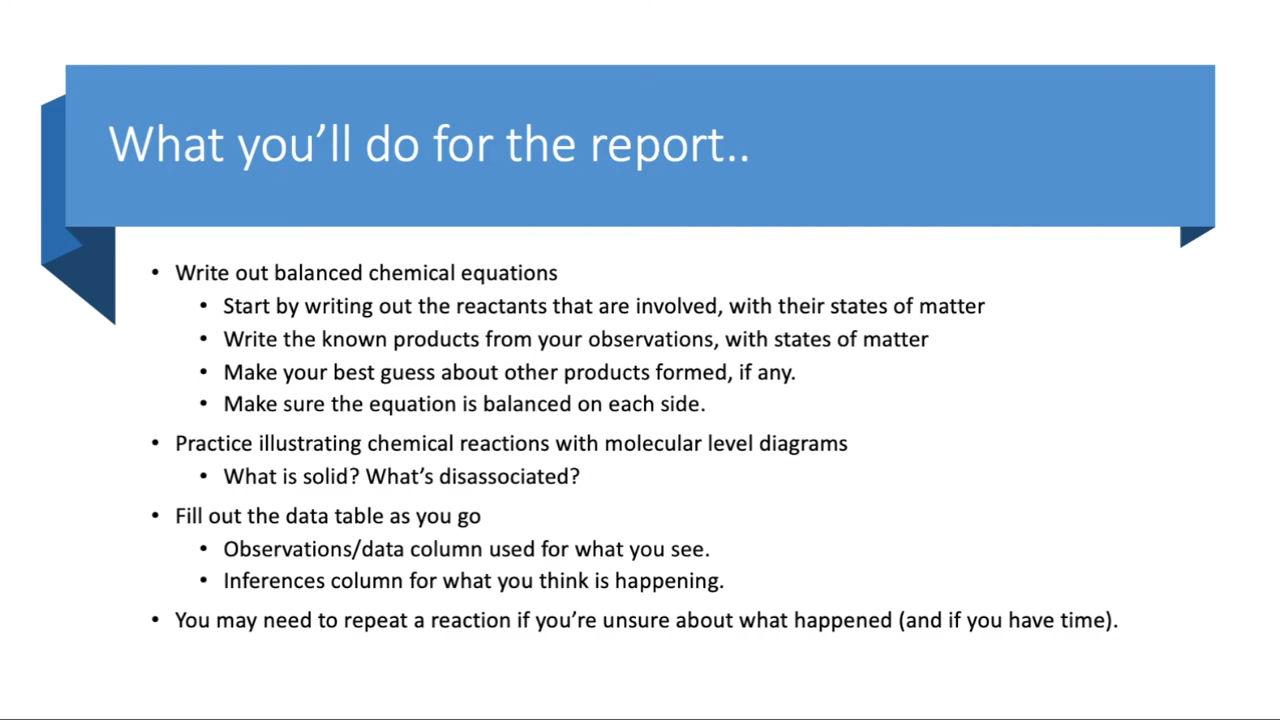 What you’ll do for the report..
• Write out balanced chemical equations
• Start by writing out the reactants that are involved, with their states of matter
• Write the known products from your observations, with states of matter
• Make your best guess about other products formed, if any.
• Make sure the equation is balanced on each side.
• Practice illustrating chemical reactions with molecular level diagrams
• What is solid? What’s disassociated?
• Fill out the data table as you go
• Observations/data column used for what you see.
• Inferences column for what you think is happening.
• You may need to repeat a reaction if you’re unsure about what happened (and if you have time).